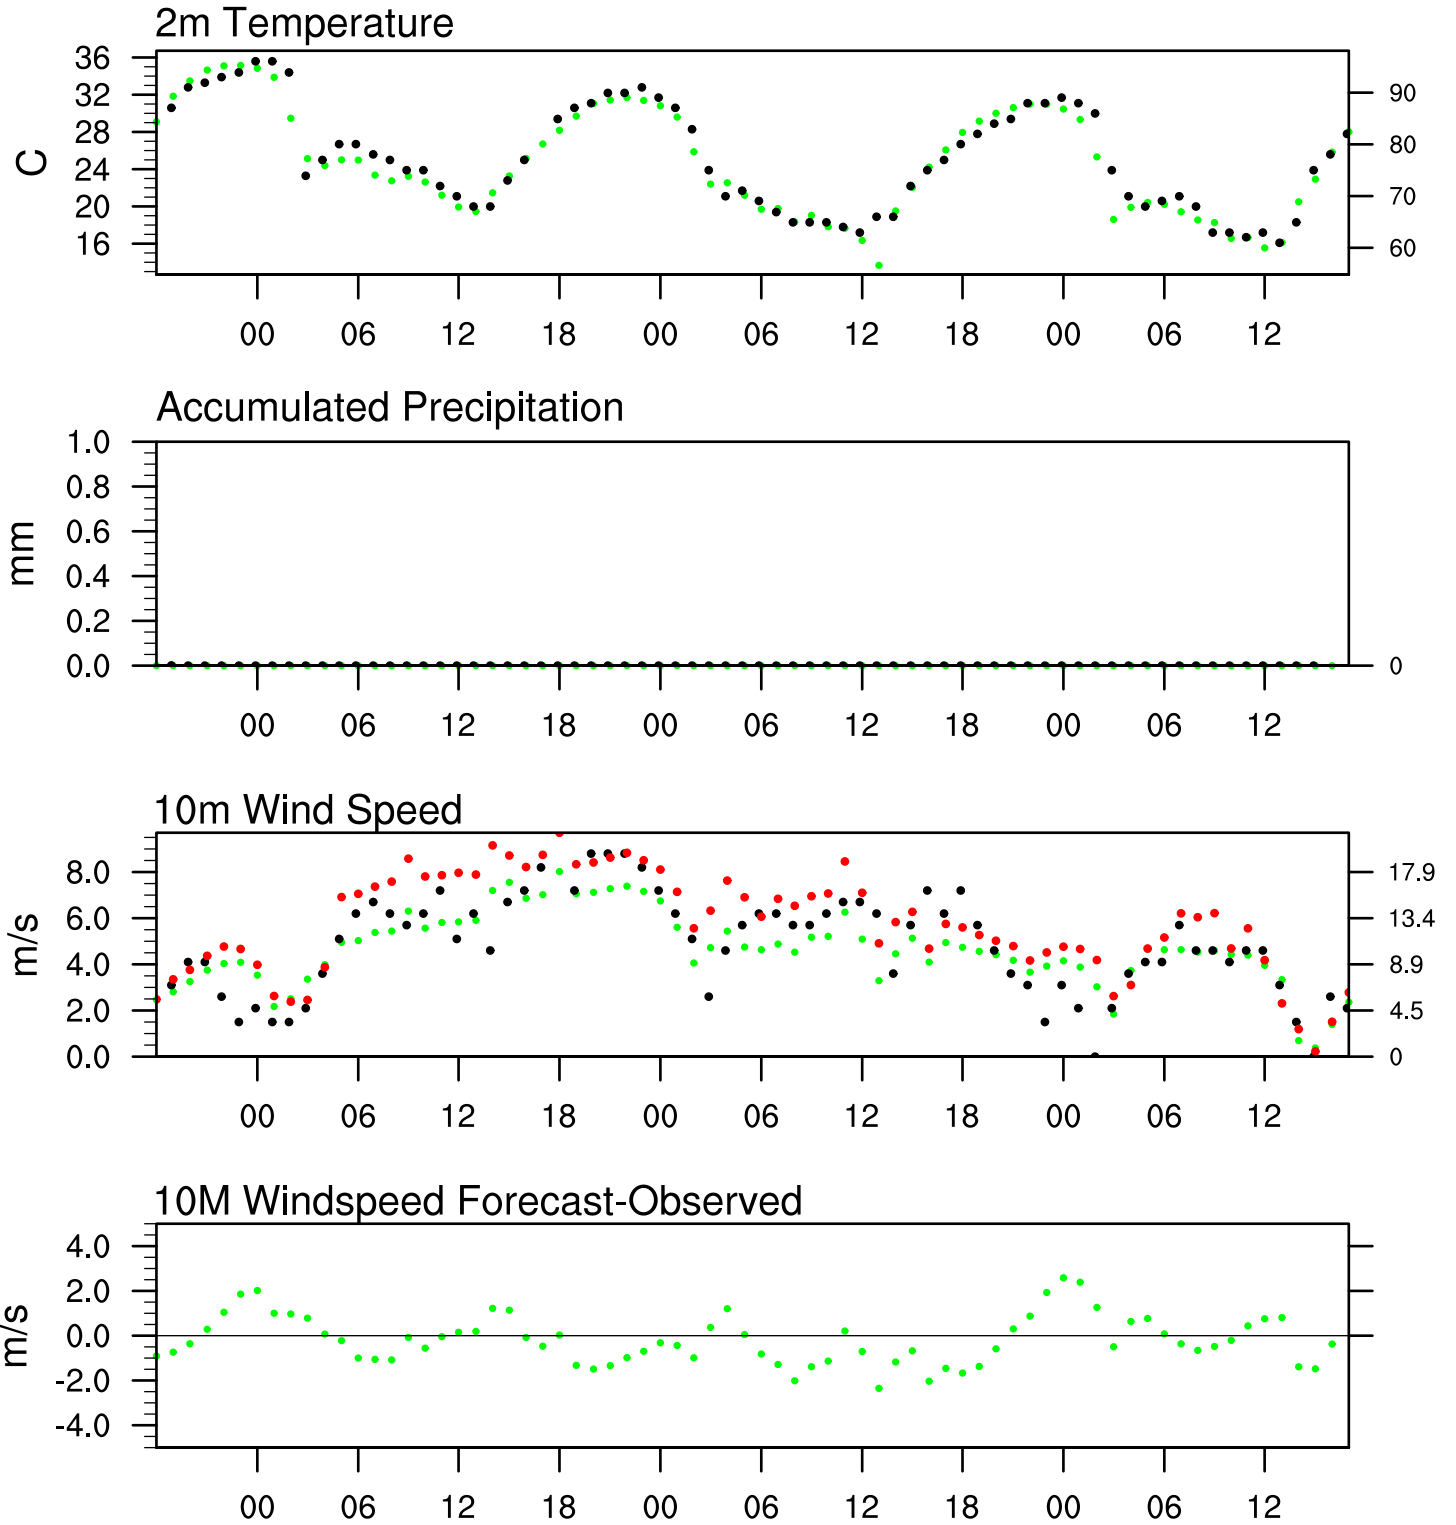 2m Temperature
36
32
28
24
20
16
C
90
80
70
60
00 06 12 18 00 06 12 18 00 06 12
Accumulated Precipitation
1.0
0.8
0.6
0.4
0.2
0.0
mm
0
00 06 12 18 00 06 12 18 00 06 12
10m Wind Speed
8.0
6.0
4.0
2.0
0.0
m/s
17.9
13.4
8.9
4.5
0
00 06 12 18 00 06 12 18 00 06 12
10M Windspeed Forecast-Observed
4.0
2.0
0.0
-2.0
-4.0
m/s
00 06 12 18 00 06 12 18 00 06 12